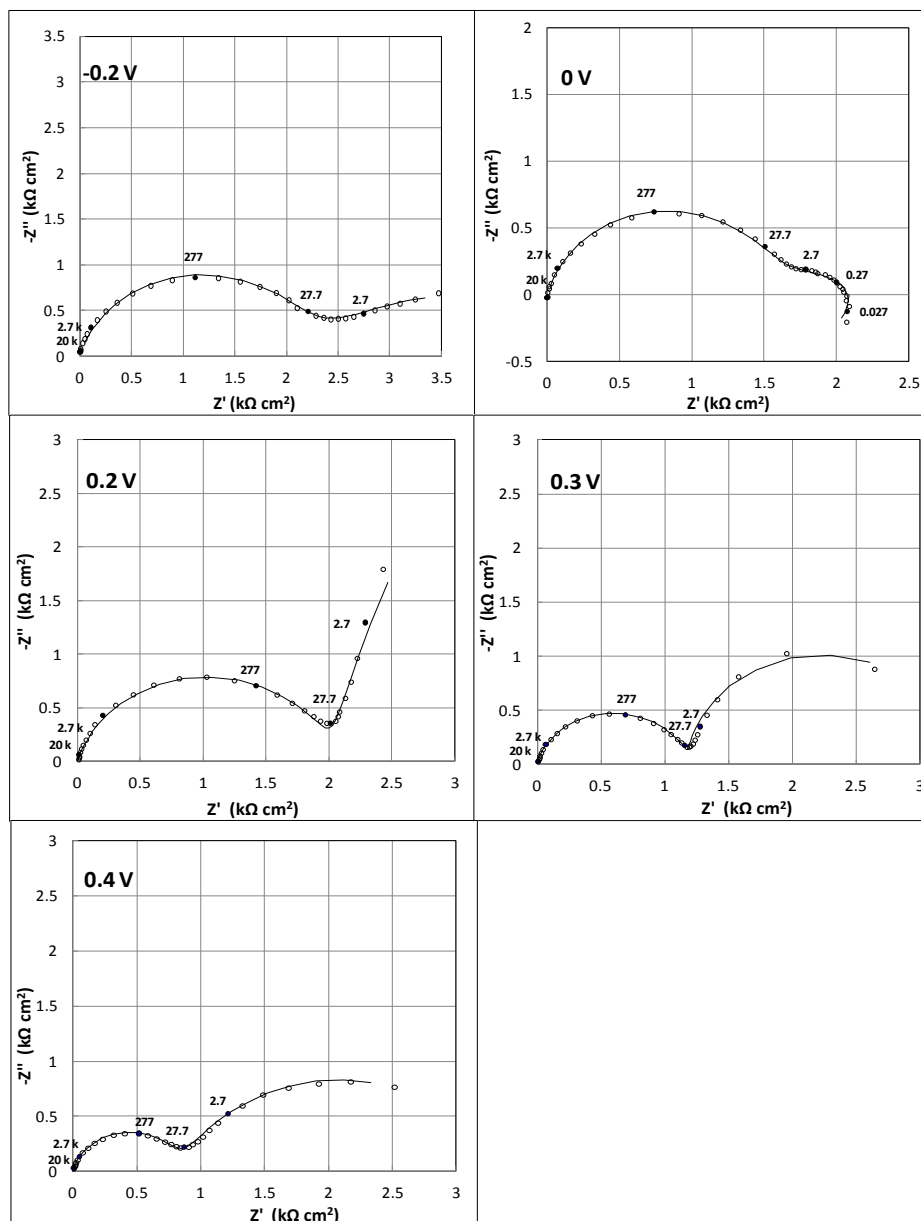 -0.2 V
3.5
3
2.5
2
1.5
1
0.5
0
-Z'' (kΩ cm²)
277
27.7
2.7
2.7 k
20 k
0 0.5 1 1.5 2 2.5 3 3.5
Z' (kΩ cm²)
0 V
2
1.5
1
0.5
0
-0.5
-Z'' (kΩ cm²)
277
27.7
2.7
0.27
0.027
2.7 k
20 k
0 0.5 1 1.5 2 2.5
Z' (kΩ cm²)
0.2 V
3
2.5
2
1.5
1
0.5
0
-Z'' (kΩ cm²)
2.7
277
27.7
2.7 k
20 k
0 0.5 1 1.5 2 2.5 3
Z' (kΩ cm²)
0.3 V
3
2.5
2
1.5
1
0.5
0
-Z'' (kΩ cm²)
277
2.7
27.7
2.7 k
20 k
0 0.5 1 1.5 2 2.5 3
Z' (kΩ cm²)
0.4 V
3
2.5
2
1.5
1
0.5
0
-Z'' (kΩ cm²)
2.7
277
27.7
2.7 k
20 k
0 0.5 1 1.5 2 2.5 3
Z' (kΩ cm²)